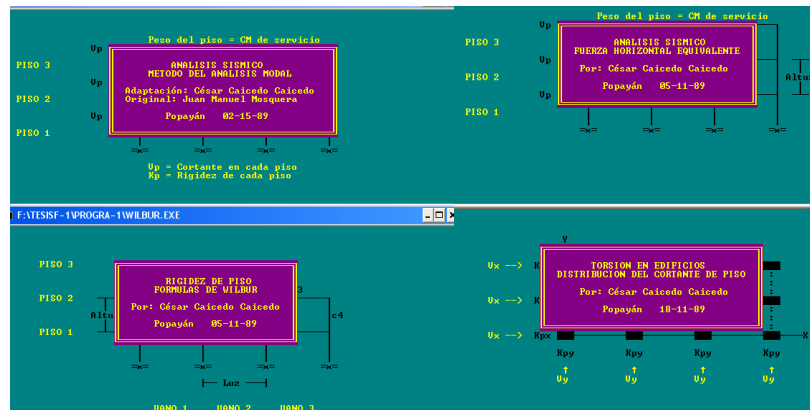 Peso del piso = CM de servicio
Vp
ANALISIS SISMICO
METODO DEL ANALISIS MODAL
Adaptación: César Caicedo Caicedo
Original: Juan Manuel Mosquera
Popayán 02-15-89
PISO 3
Vp
PISO 2
Vp
PISO 1
Vp = Cortante en cada piso
Kp = Rigidez de cada piso
Peso del piso = CM de servicio
Vp
ANALISIS SISMICO
FUERZA HORIZONTAL EQUIVALENTE
Por: César Caicedo Caicedo
Popayán 05-11-89
PISO 3
PISO 2
Vp
Altur
PISO 1
F:\TESISF~1\PROGRA~1\WILBUR.EXE
PISO 3
RIGIDEZ DE PISO
FORMULAS DE WILBUR
Por: César Caicedo Caicedo
Popayán 05-11-89
PISO 2
3
Altu
c4
PISO 1
Luz
VANO 1 VANO 2 VANO 3
Y
TORSION EN EDIFICIOS
DISTRIBUCION DEL CORTANTE DE PISO
Por: César Caicedo Caicedo
Popayán 18-11-89
Vx --> K
Vx --> K
Vx --> Kpx
X
Kpy Kpy Kpy Kpy
Vy Vy Vy Vy